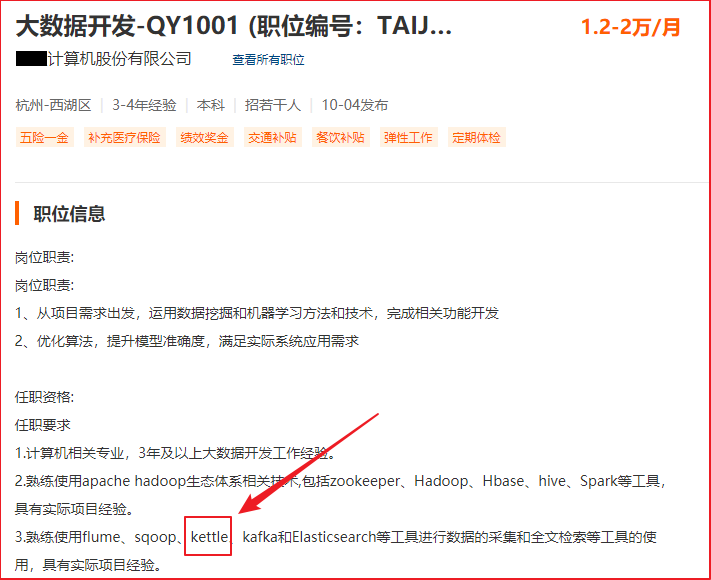 大数据开发-QY1001 (职位编号：TAIJ...
1.2-2万/月
计算机股份有限公司 查看所有职位
杭州-西湖区 | 3-4年经验 | 本科 | 招若干人 | 10-04发布
五险一金 补充医疗保险 绩效奖金 交通补贴 餐饮补贴 弹性工作 定期体检
职位信息
岗位职责:
岗位职责:
1、从项目需求出发，运用数据挖掘和机器学习方法和技术，完成相关功能开发
2、优化算法，提升模型准确度，满足实际系统应用需求
任职资格:
任职要求
1.计算机相关专业，3年及以上大数据开发工作经验。
2.熟练使用apache hadoop生态体系相关技术,包括zookeeper、Hadoop、Hbase、hive、Spark等工具，
具有实际项目经验。
3.熟练使用flume、sqoop、kettle、kafka和Elasticsearch等工具进行数据的采集和全文检索等工具的使
用，具有实际项目经验。